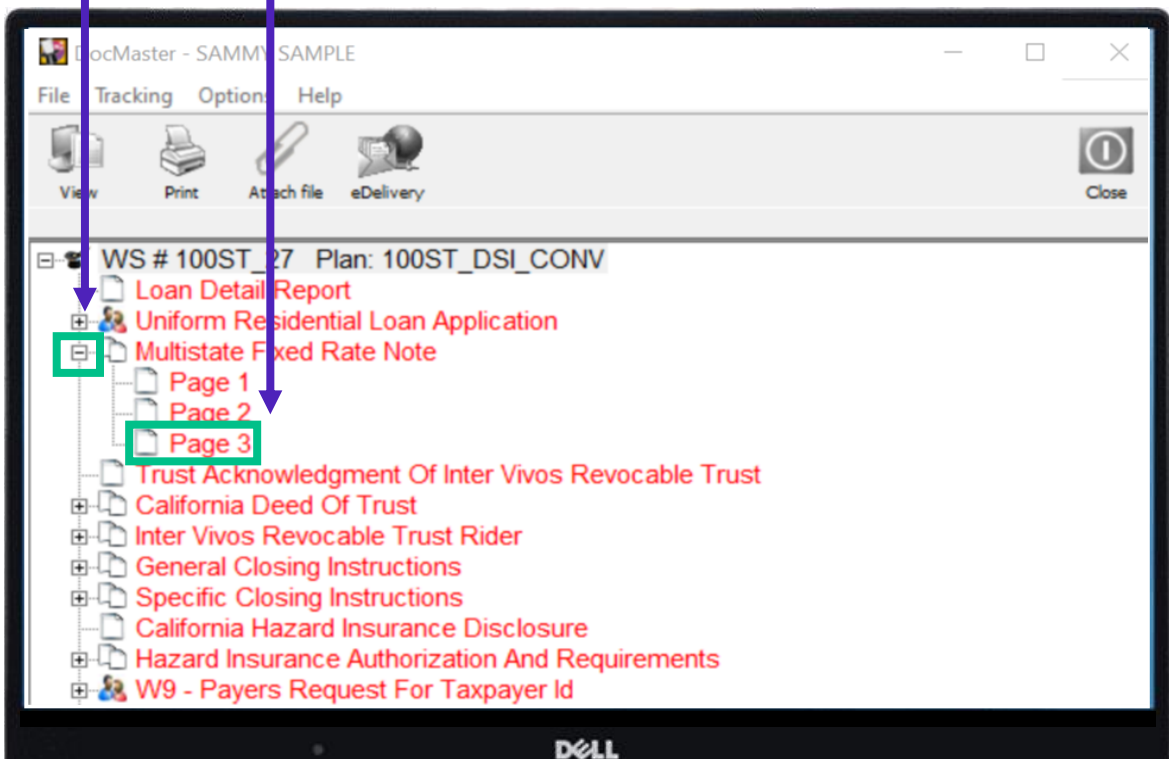 DocMaster - SAMMY SAMPLE
File Tracking Options Help
View Print Attach file eDelivery Close
WS # 100ST_27 Plan: 100ST_DSI_CONV
Loan Detail Report
Uniform Residential Loan Application
Multistate Fixed Rate Note
Page 1
Page 2
Page 3
Trust Acknowledgment Of Inter Vivos Revocable Trust
California Deed Of Trust
Inter Vivos Revocable Trust Rider
General Closing Instructions
Specific Closing Instructions
California Hazard Insurance Disclosure
Hazard Insurance Authorization And Requirements
W9 - Payers Request For Taxpayer Id
DELL